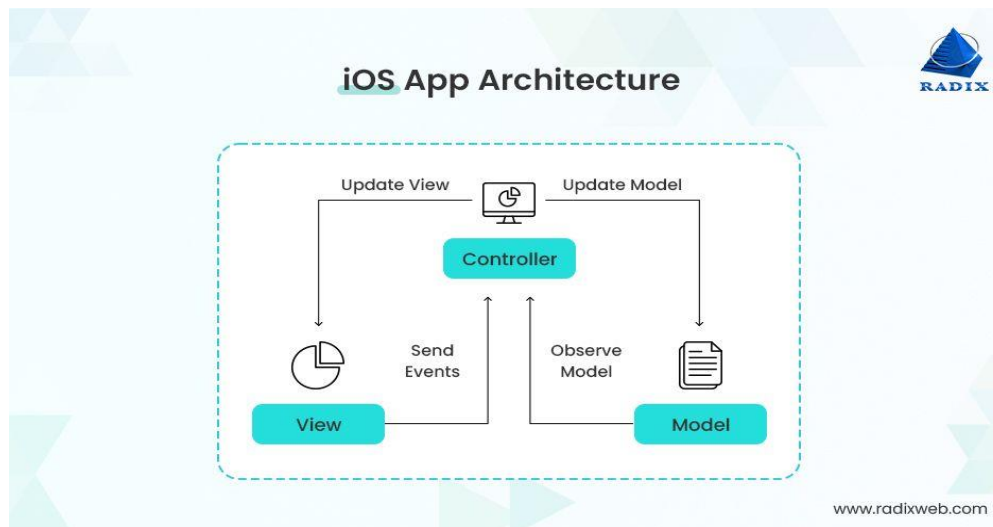 iOS App Architecture
RADIX
Update View
Update Model
Controller
Send
Events
Observe
Model
View
Model
www.radixweb.com